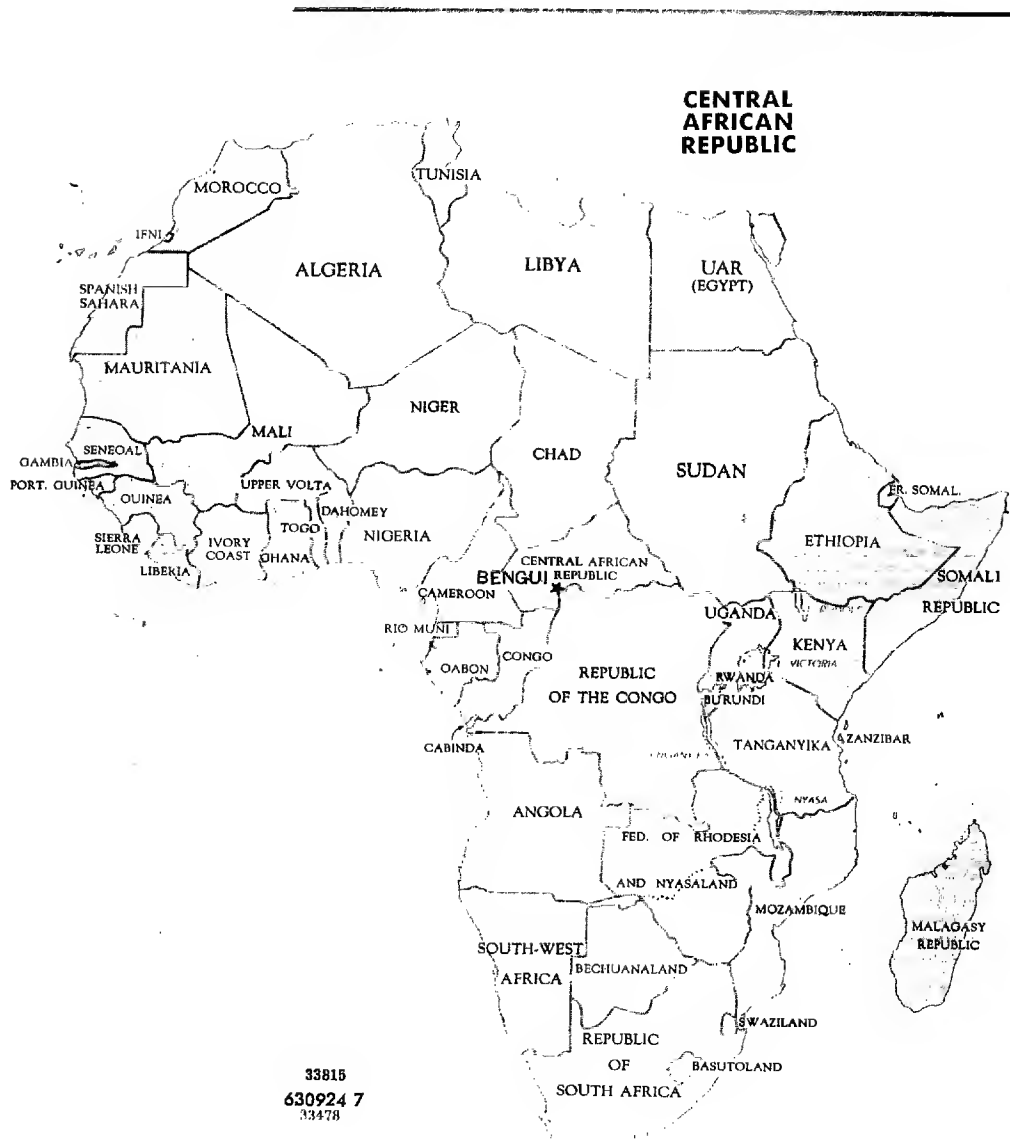 CENTRAL
AFRICAN
REPUBLIC
MOROCCO
TUNISIA
IFNI
ALGERIA
LIBYA
UAR
(EGYPT)
SPANISH
SAHARA
MAURITANIA
NIGER
MALI
CHAD
SUDAN
SENEOAL
GAMBIA
PORT. GUINEA
OUINEA
UPPER VOLTA
DAHOMEY
FR. SOMAL.
SIERRA
LEONE
IVORY
COAST
TOGO
GHANA
NIGERIA
ETHIOPIA
LIBERIA
CENTRAL AFRICAN
REPUBLIC
BENGUI
SOMALI
REPUBLIC
CAMEROON
UGANDA
RIO MUNI
KENYA
VICTORIA
OABON
CONGO
REPUBLIC
OF THE CONGO
RWANDA
BURUNDI
CABINDA
TANGANYIKA
ZANZIBAR
NYASA
ANGOLA
FED. OF RHODESIA
AND NYASALAND
MOZAMBIQUE
MALAGASY
REPUBLIC
SOUTH-WEST
AFRICA
BECHUANALAND
SWAZILAND
REPUBLIC
OF
SOUTH AFRICA
BASUTOLAND
33815
630924 7
33478